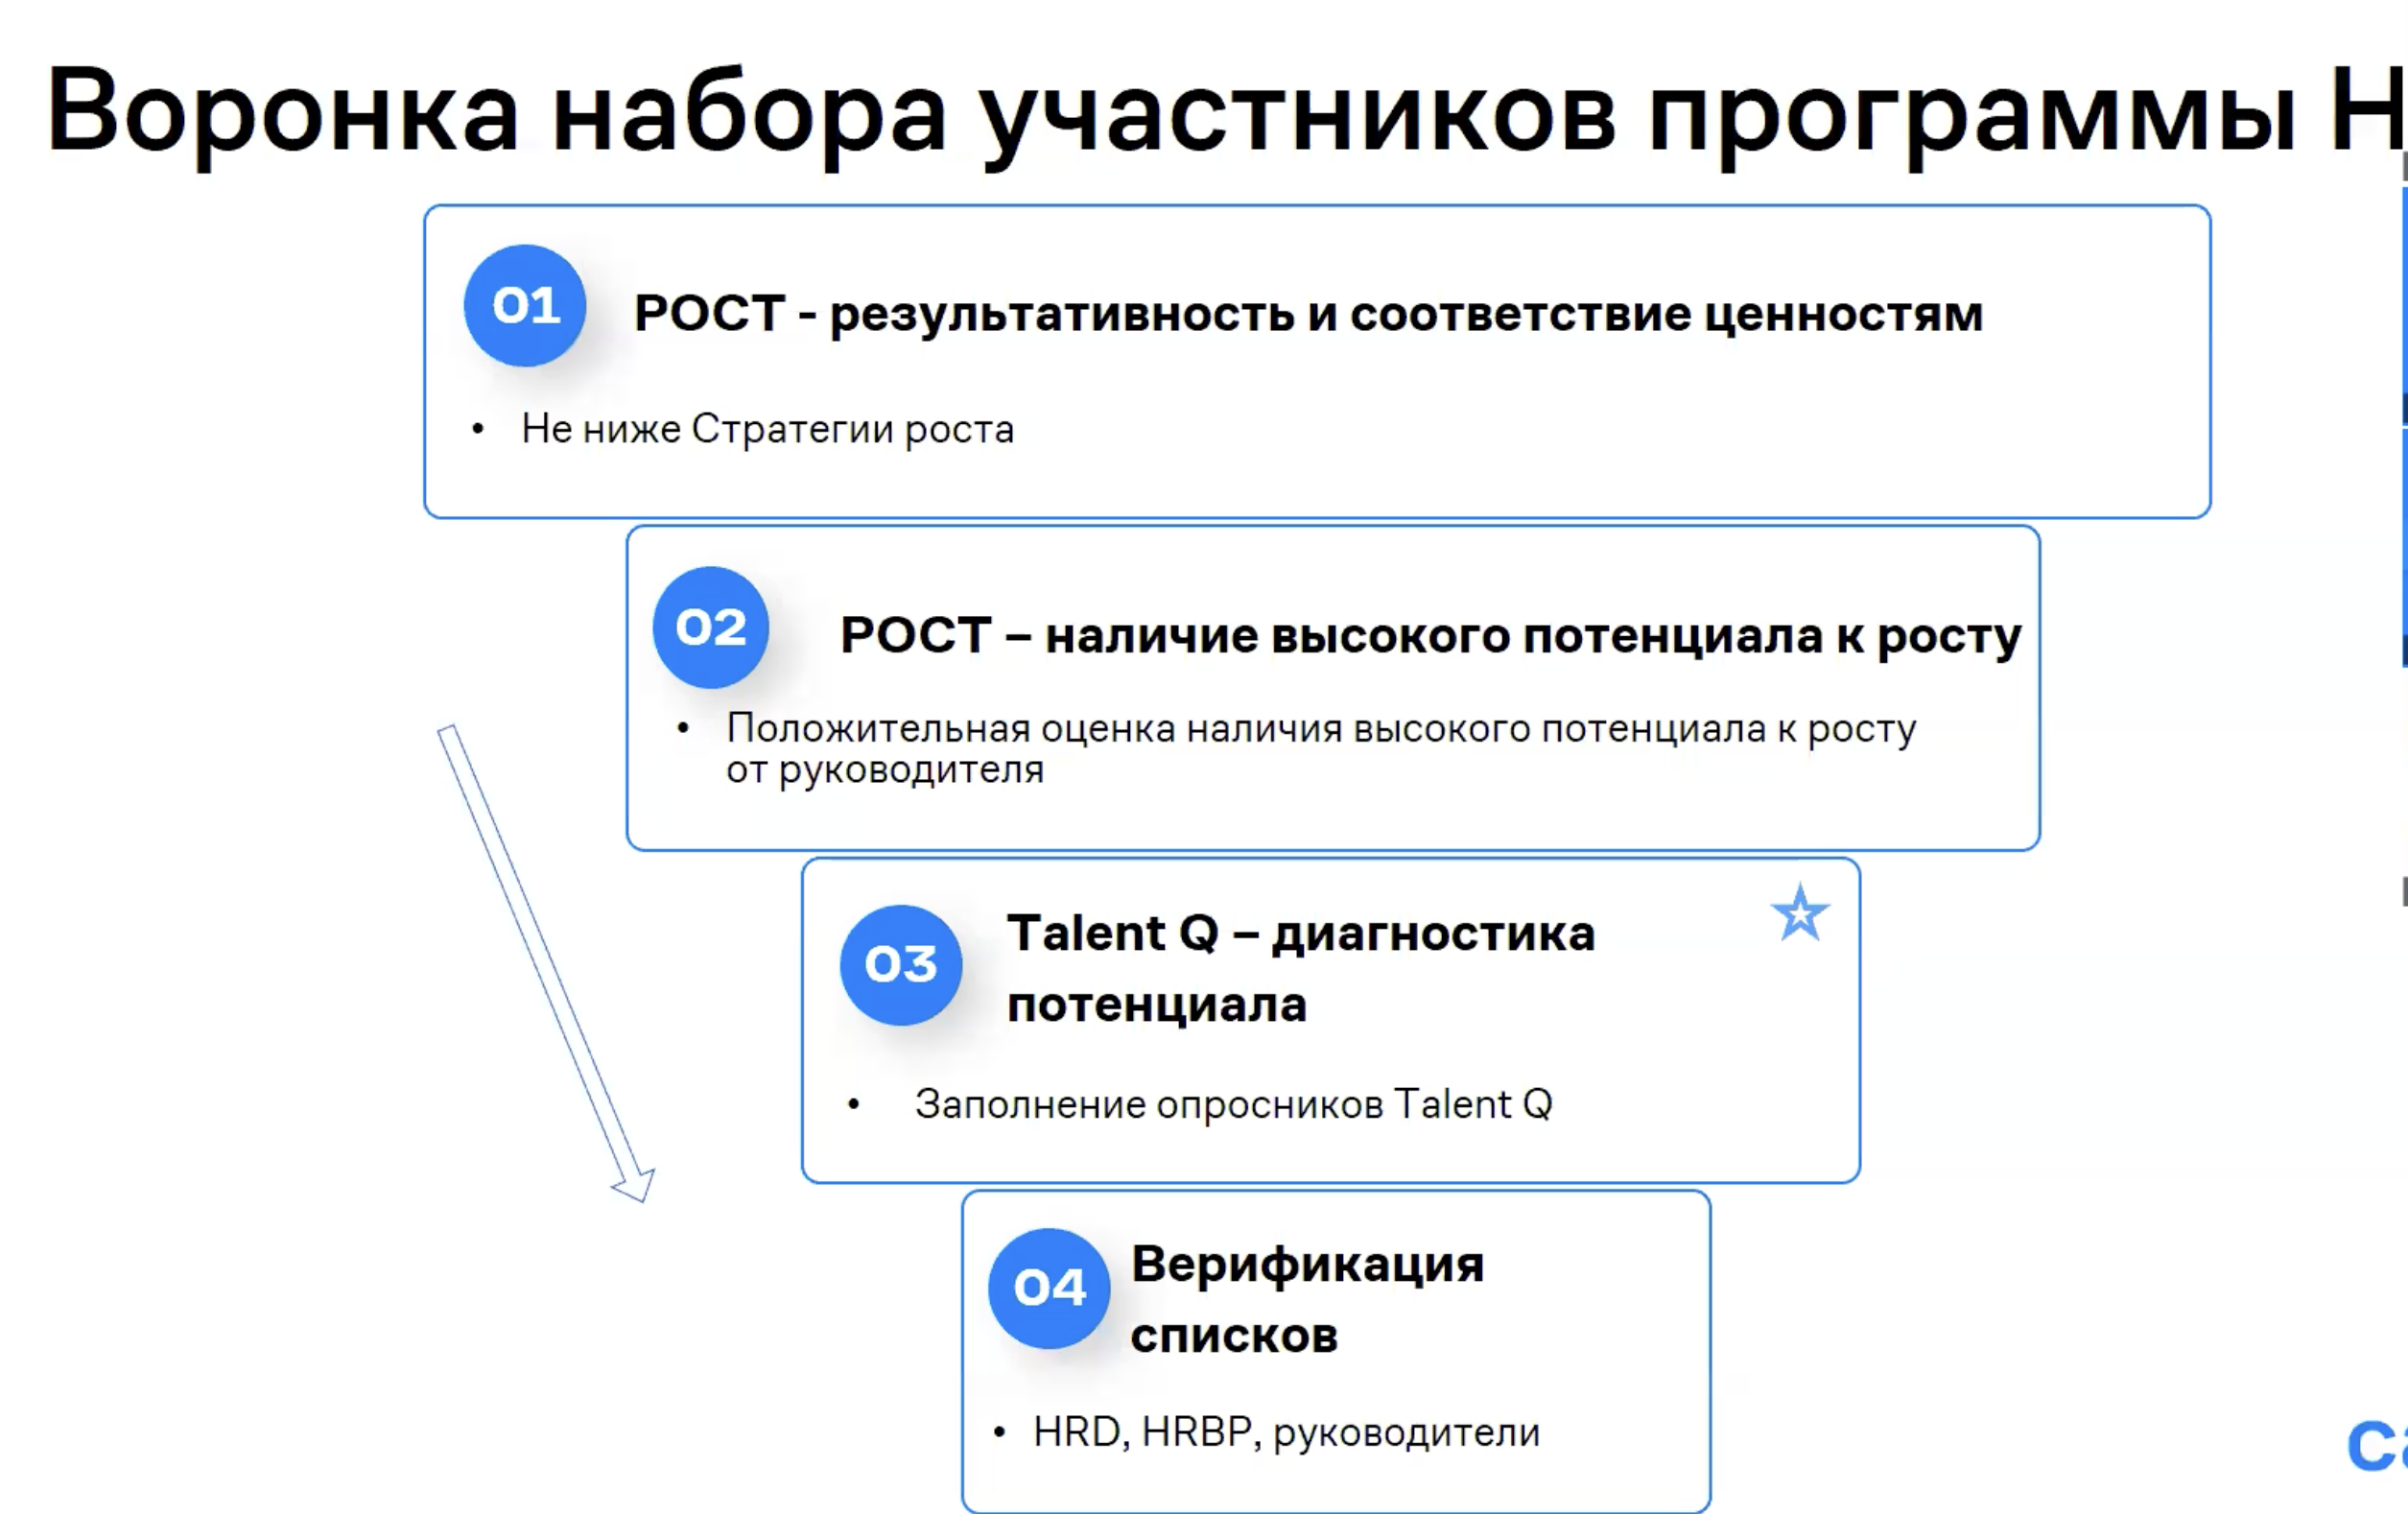 Воронка набора участников программы
01
РОСТ - результативность и соответствие ценностям
• Не ниже Стратегии роста
02
РОСТ – наличие высокого потенциала к росту
• Положительная оценка наличия высокого потенциала к росту
от руководителя
03
Talent Q – диагностика
потенциала
• Заполнение опросников Talent Q
04
Верификация
списков
• HRD, HRBP, руководители